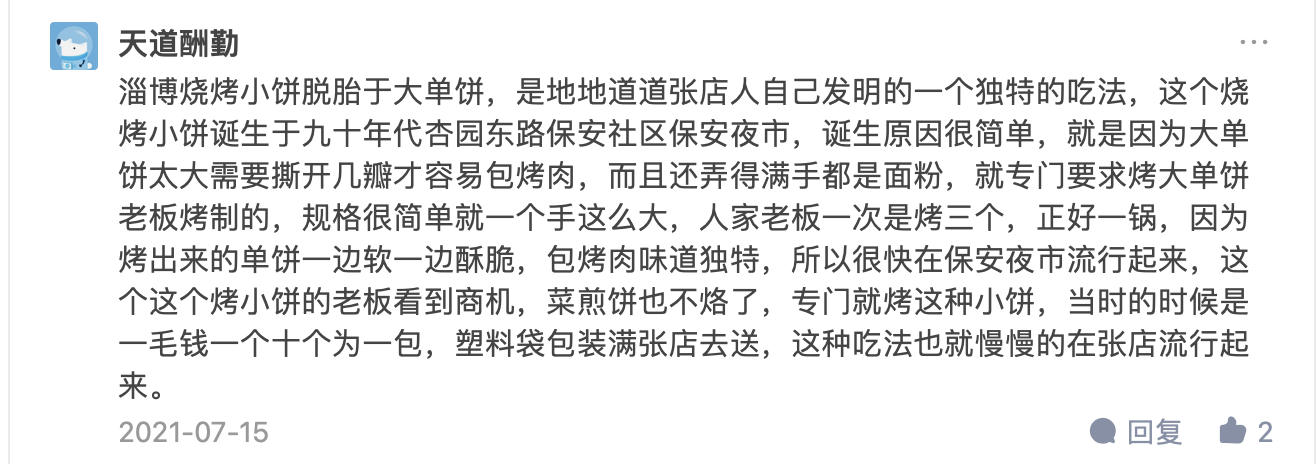 天道酬勤
淄博烧烤小饼脱胎于大单饼，是地地道道张店人自己发明的一个独特的吃法，这个烧
烤小饼诞生于九十年代杏园东路保安社区保安夜市，诞生原因很简单，就是因为大单
饼太大需要撕开几瓣才容易包烤肉，而且还弄得满手都是面粉，就专门要求烤大单饼
老板烤制的，规格很简单就一个手这么大，人家老板一次是烤三个，正好一锅，因为
烤出来的单饼一边软一边酥脆，包烤肉味道独特，所以很快在保安夜市流行起来，这
个这个烤小饼的老板看到商机，菜煎饼也不烙了，专门就烤这种小饼，当时的时候是
一毛钱一个十个为一包，塑料袋包装满张店去送，这种吃法也就慢慢的在张店流行起
来。
2021-07-15 回复 2